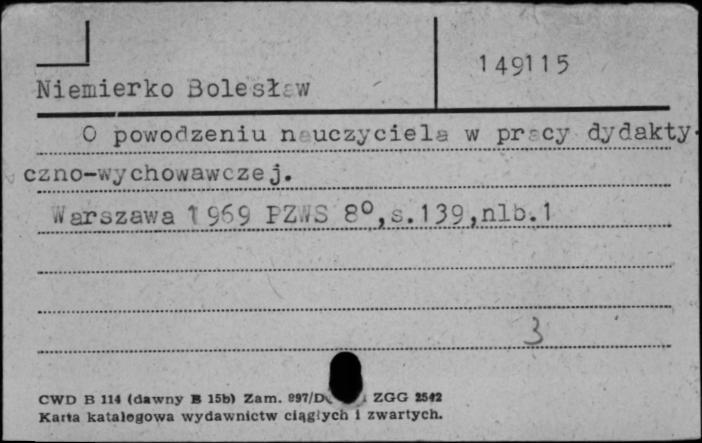 149115
Niemierko Bolesław
O powodzeniu nauczyciela w pracy dydakty-
czno-wychowawczej.
Warszawa 1969 PZWS 8°,s.139,nlb.1
3
CWD B 114 (dawny B 15b) Zam. 897/D ZGG 2542
Karta katalogowa wydawnictw ciągłych i zwartych.